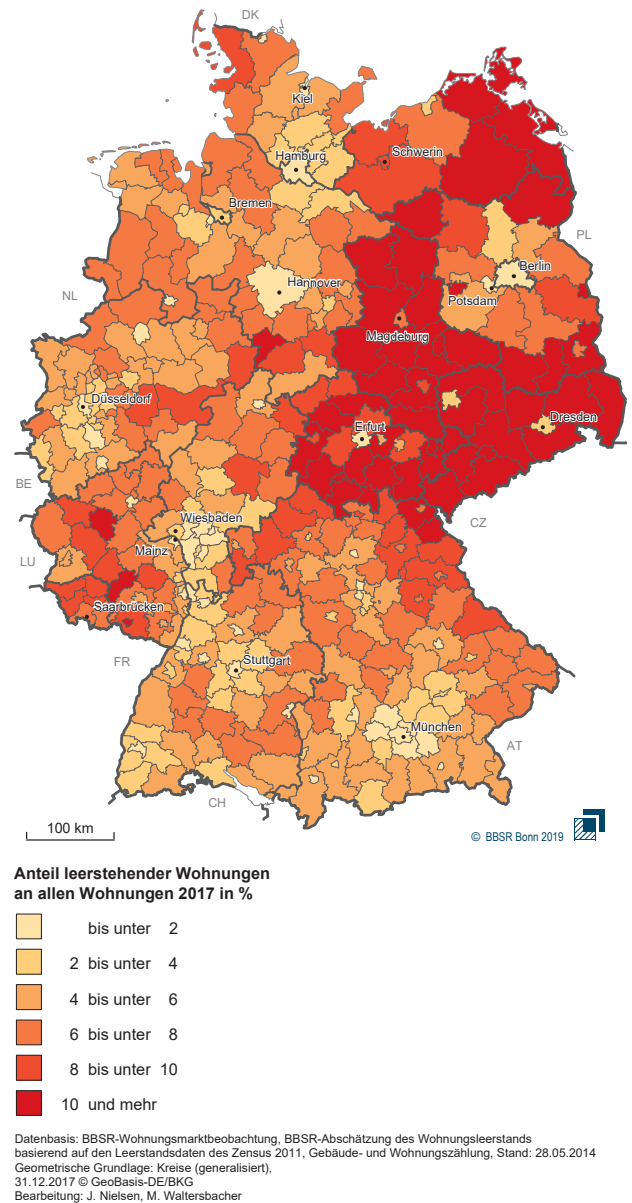 DK
Kiel
Hamburg
Schwerin
Bremen
PL
Berlin
Hannover
NL
Potsdam
Magdeburg
Düsseldorf
Erfurt
Dresden
BE
Wiesbaden
CZ
Mainz
LU
Saarbrücken
FR
Stuttgart
München
AT
CH
100 km
© BBSR Bonn 2019
Anteil leerstehender Wohnungen
an allen Wohnungen 2017 in %
bis unter 2
2 bis unter 4
4 bis unter 6
6 bis unter 8
8 bis unter 10
10 und mehr
Datenbasis: BBSR-Wohnungsmarktbeobachtung, BBSR-Abschätzung des Wohnungsleerstands
basierend auf den Leerstandsdaten des Zensus 2011, Gebäude- und Wohnungszählung, Stand: 28.05.2014
Geometrische Grundlage: Kreise (generalisiert),
31.12.2017 © GeoBasis-DE/BKG
Bearbeitung: J. Nielsen, M. Waltersbacher